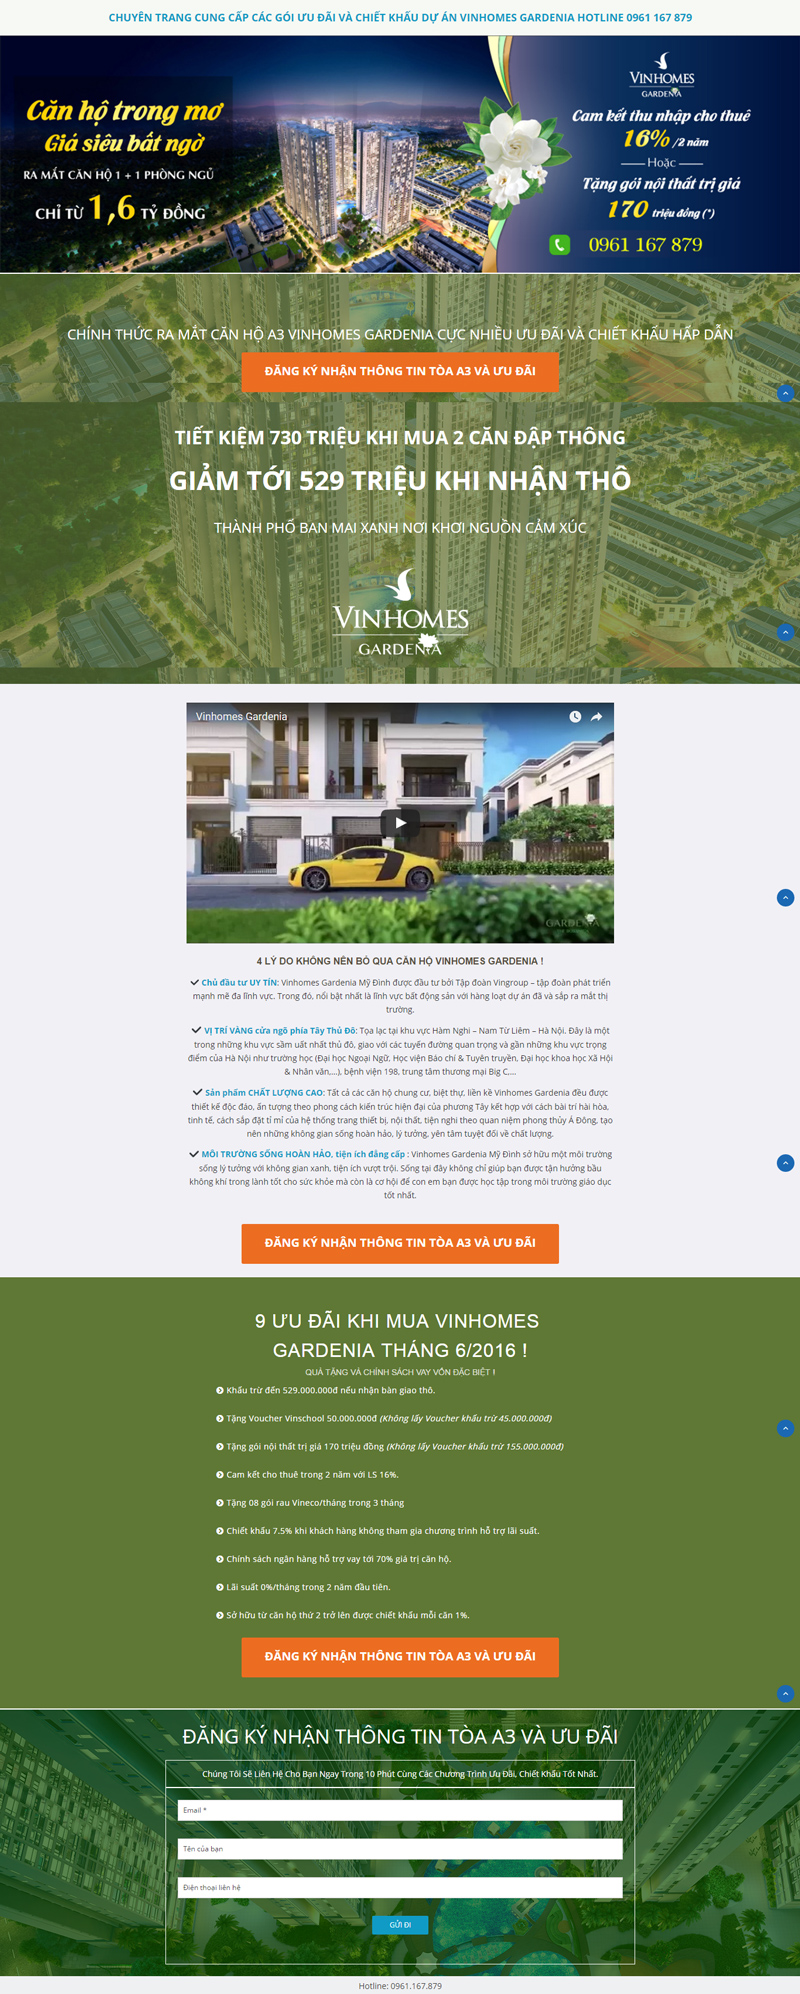 CHUYÊN TRANG CUNG CẤP CÁC GÓI ƯU ĐÃI VÀ CHIẾT KHẤU DỰ ÁN VINHOMES GARDENIA HOTLINE 0961 167 879
Căn hộ trong mơ
Giá siêu bất ngờ
RA MẮT CĂN HỘ 1 + 1 PHÒNG NGỦ
CHỈ TỪ 1,6 TỶ ĐỒNG
VINHOMES
GARDENIA
Cam kết thu nhập cho thuê
16% /2 năm
Hoặc
Tặng gói nội thất trị giá
170 triệu đồng (*)
0961 167 879
CHÍNH THỨC RA MẮT CĂN HỘ A3 VINHOMES GARDENIA CỰC NHIỀU ƯU ĐÃI VÀ CHIẾT KHẤU HẤP DẪN
ĐĂNG KÝ NHẬN THÔNG TIN TÒA A3 VÀ ƯU ĐÃI
TIẾT KIỆM 730 TRIỆU KHI MUA 2 CĂN ĐẬP THÔNG
GIẢM TỚI 529 TRIỆU KHI NHẬN THÔ
THÀNH PHỐ BAN MAI XANH NƠI KHƠI NGUỒN CẢM XÚC
VINHOMES
GARDENIA
Vinhomes Gardenia
GARDENIA
4 LÝ DO KHÔNG NÊN BỎ QUA CĂN HỘ VINHOMES GARDENIA !
Chủ đầu tư UY TÍN: Vinhomes Gardenia Mỹ Đình được đầu tư bởi Tập đoàn Vingroup – tập đoàn phát triển
mạnh mẽ đa lĩnh vực. Trong đó, nổi bật nhất là lĩnh vực bất động sản với hàng loạt dự án đã và sắp ra mắt thị
trường.
VỊ TRÍ VÀNG cửa ngõ phía Tây Thủ Đô: Tọa lạc tại khu vực Hàm Nghi – Nam Từ Liêm – Hà Nội. Đây là một
trong những khu vực sầm uất nhất thủ đô, giao với các tuyến đường quan trọng và gần những khu vực trọng
điểm của Hà Nội như trường học (Đại học Ngoại Ngữ, Học viện Báo chí & Tuyên truyền, Đại học khoa học Xã Hội
& Nhân văn,...), bệnh viện 198, trung tâm thương mại Big C,...
Sản phẩm CHẤT LƯỢNG CAO: Tất cả các căn hộ chung cư, biệt thự, liền kề Vinhomes Gardenia đều được
thiết kế độc đáo, ấn tượng theo phong cách kiến trúc hiện đại của phương Tây kết hợp với cách bài trí hài hòa,
tinh tế, cách sắp đặt tỉ mỉ của hệ thống trang thiết bị, nội thất, tiện nghi theo quan niệm phong thủy Á Đông, tạo
nên những không gian sống hoàn hảo, lý tưởng, yên tâm tuyệt đối về chất lượng.
MÔI TRƯỜNG SỐNG HOÀN HẢO, tiện ích đẳng cấp : Vinhomes Gardenia Mỹ Đình sở hữu một môi trường
sống lý tưởng với không gian xanh, tiện ích vượt trội. Sống tại đây không chỉ giúp bạn được tận hưởng bầu
không khí trong lành tốt cho sức khỏe mà còn là cơ hội để con em bạn được học tập trong môi trường giáo dục
tốt nhất.
ĐĂNG KÝ NHẬN THÔNG TIN TÒA A3 VÀ ƯU ĐÃI
9 ƯU ĐÃI KHI MUA VINHOMES
GARDENIA THÁNG 6/2016 !
QUÀ TẶNG VÀ CHÍNH SÁCH VAY VỐN ĐẶC BIỆT !
Khấu trừ đến 529.000.000đ nếu nhận bàn giao thô.
Tặng Voucher Vinschool 50.000.000đ (Không lấy Voucher khấu trừ 45.000.000đ)
Tặng gói nội thất trị giá 170 triệu đồng (Không lấy Voucher khấu trừ 155.000.000đ)
Cam kết cho thuê trong 2 năm với LS 16%.
Tặng 08 gói rau Vineco/tháng trong 3 tháng
Chiết khấu 7.5% khi khách hàng không tham gia chương trình hỗ trợ lãi suất.
Chính sách ngân hàng hỗ trợ vay tới 70% giá trị căn hộ.
Lãi suất 0%/tháng trong 2 năm đầu tiên.
Sở hữu từ căn hộ thứ 2 trở lên được chiết khấu mỗi căn 1%.
ĐĂNG KÝ NHẬN THÔNG TIN TÒA A3 VÀ ƯU ĐÃI
ĐĂNG KÝ NHẬN THÔNG TIN TÒA A3 VÀ ƯU ĐÃI
Chúng Tôi Sẽ Liên Hệ Cho Bạn Ngay Trong 10 Phút Cùng Các Chương Trình Ưu Đãi, Chiết Khấu Tốt Nhất.
Email *
Tên của bạn
Điện thoại liên hệ
GỬI ĐI
Hotline: 0961.167.879